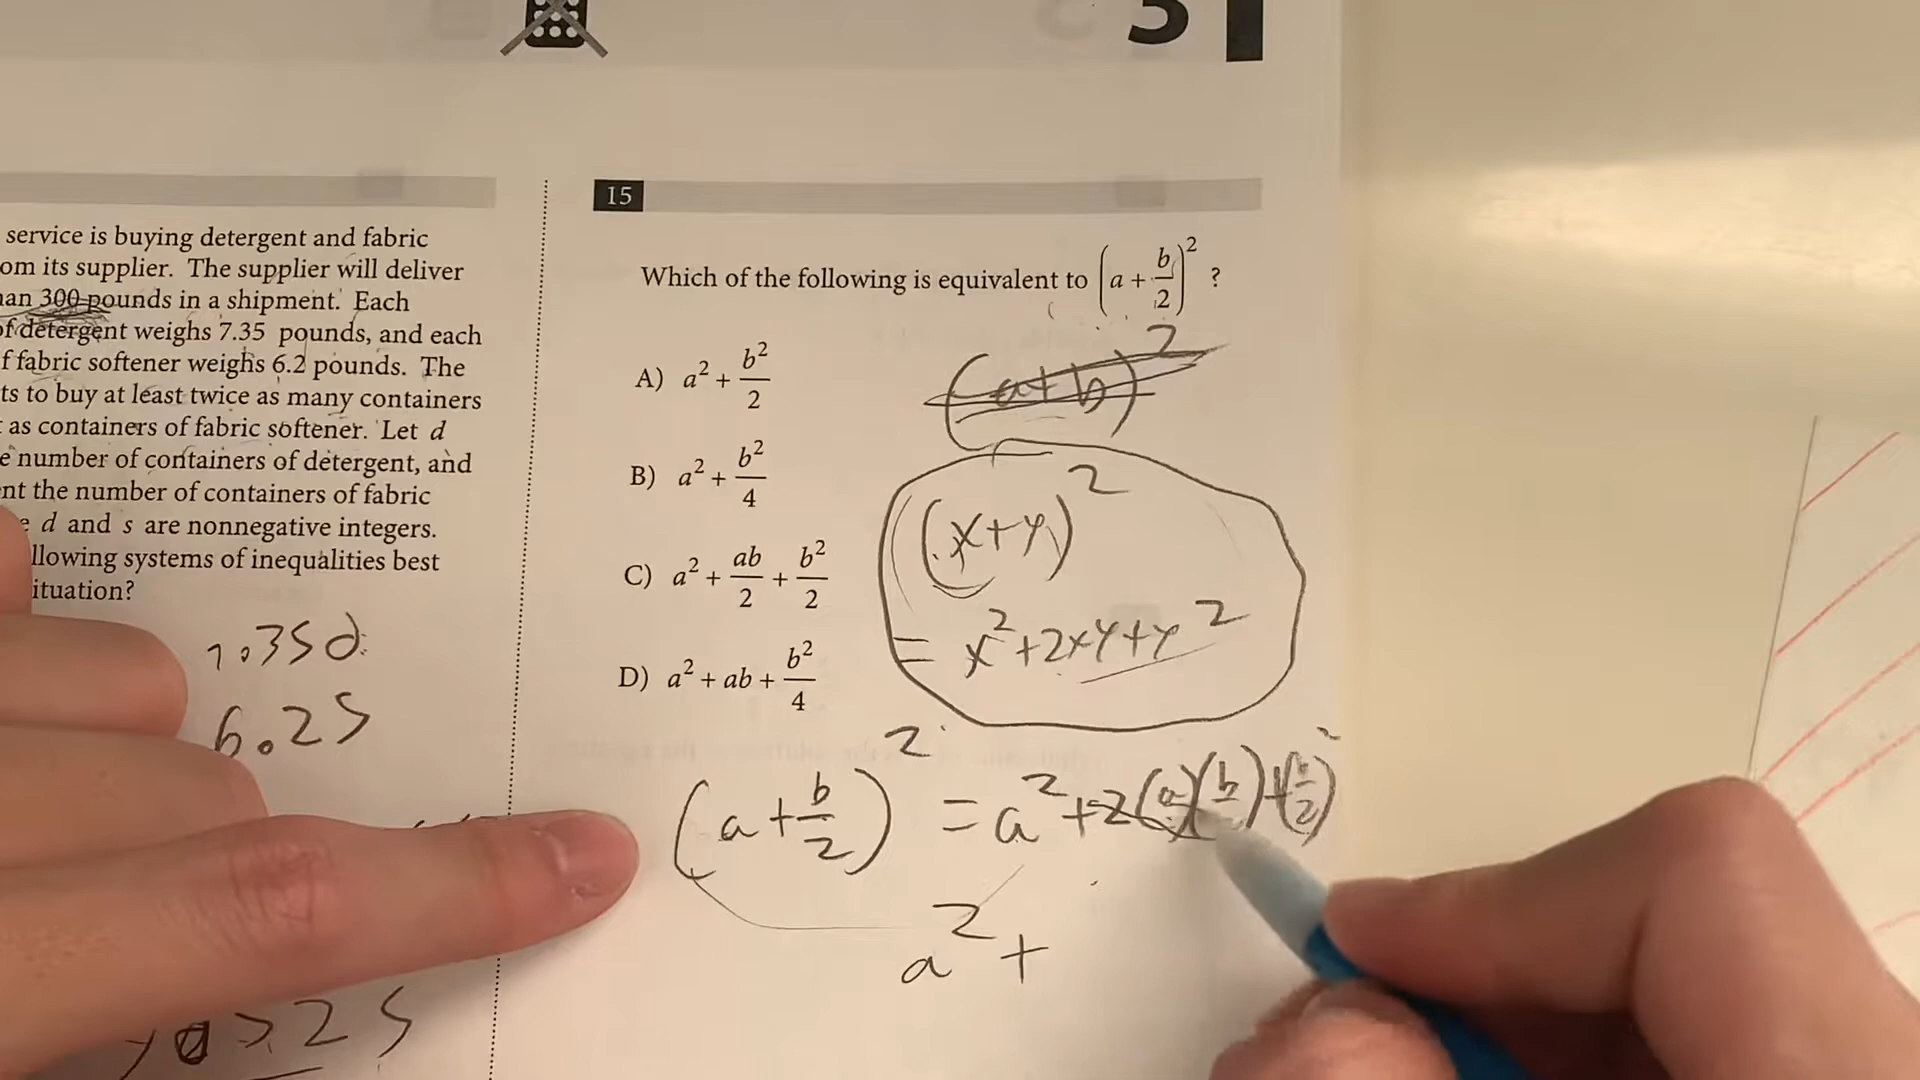 3
service is buying detergent and fabric
om its supplier. The supplier will deliver
an 300 pounds in a shipment. Each
of detergent weighs 7.35 pounds, and each
f fabric softener weighs 6.2 pounds. The
ts to buy at least twice as many containers
as containers of fabric softener. Let d
e number of containers of detergent, and
nt the number of containers of fabric
d and s are nonnegative integers.
llowing systems of inequalities best
ituation?
7.35d
6.2s
15
Which of the following is equivalent to (a + b/2)² ?
A) a² + b²/2
B) a² + b²/4
C) a² + ab/2 + b²/2
D) a² + ab + b²/4
(a+b)²
(x+y)²
= x²+2xy+y²
(a+b/2)² = a²+2(a)(b/2)+(b/2)²
a²+